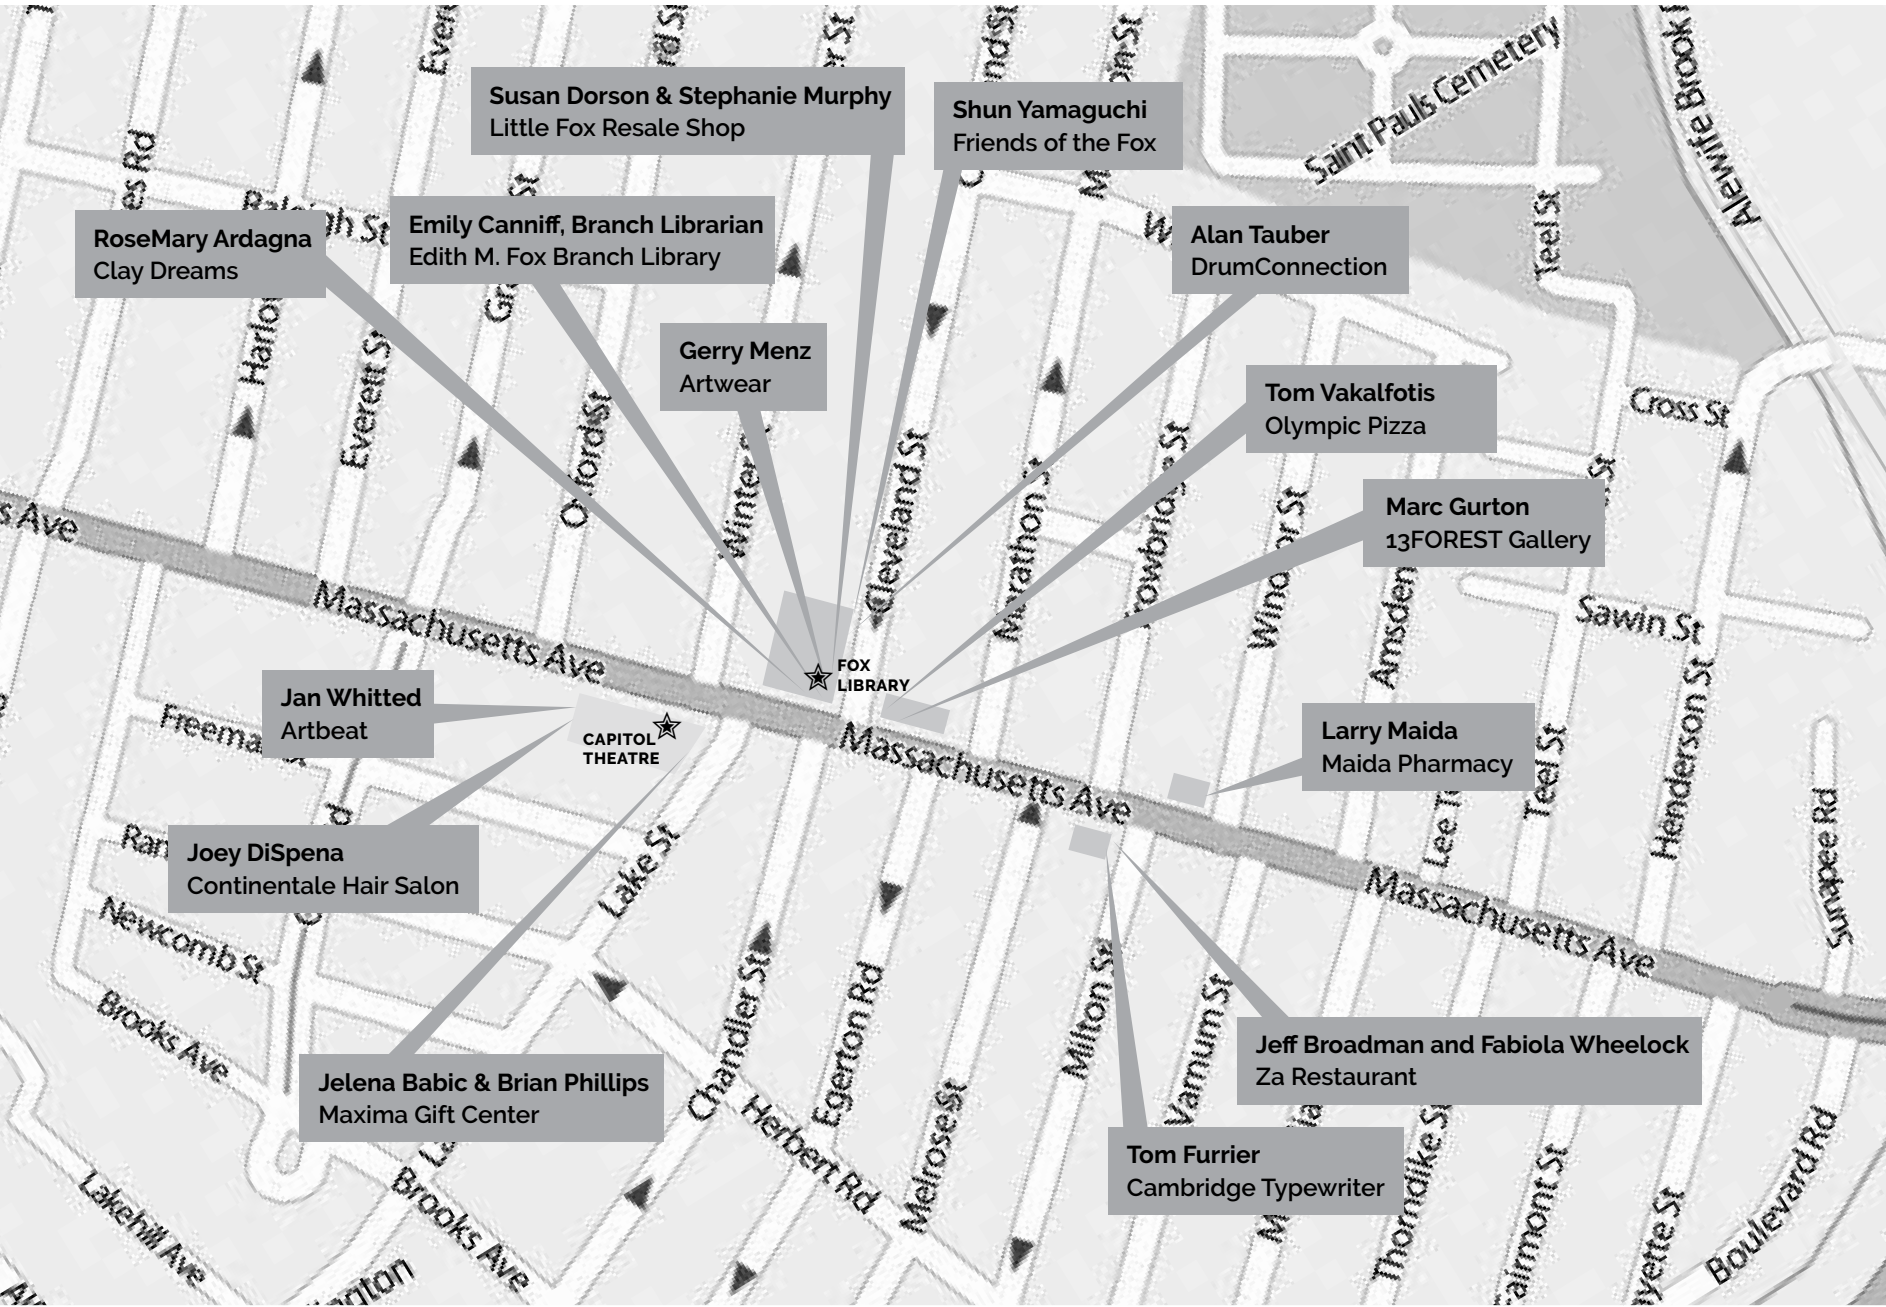 Susan Dorson & Stephanie Murphy
Little Fox Resale Shop
Shun Yamaguchi
Friends of the Fox
Saint Pauls Cemetery
Alewife Brook
Raleigh St
RoseMary Ardagna
Clay Dreams
Emily Canniff, Branch Librarian
Edith M. Fox Branch Library
Alan Tauber
DrumConnection
Teel St
Gerry Menz
Artwear
Everett St
Oxford St
Winter
Cleveland St
Marathon St
Tom Vakalfotis
Olympic Pizza
Cross St
Marc Gurton
13FOREST Gallery
Massachusetts Ave
Amsden
Sawin St
FOX
LIBRARY
Jan Whitted
Artbeat
CAPITOL
THEATRE
Massachusetts Ave
Larry Maida
Maida Pharmacy
Teel St
Henderson St
Joey DiSpena
Continentale Hair Salon
Lake St
Massachusetts Ave
Newcomb St
Brooks Ave
Chandler St
Egerton Rd
Milton St
Varnum St
Jeff Broadman and Fabiola Wheelock
Za Restaurant
Jelena Babic & Brian Phillips
Maxima Gift Center
Herbert Rd
Melrose St
Tom Furrier
Cambridge Typewriter
Thorndike St
Boulevard Rd
Lakehill Ave
Brooks Ave